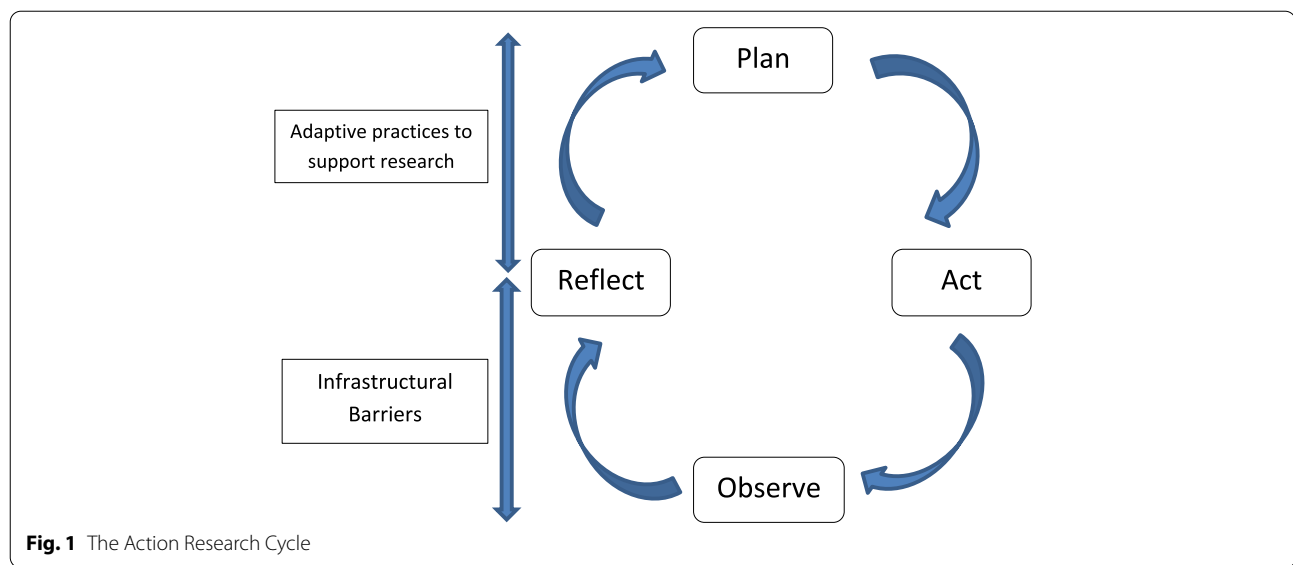 Plan
Adaptive practices to
support research
Reflect
Act
Infrastructural
Barriers
Observe
Fig. 1 The Action Research Cycle